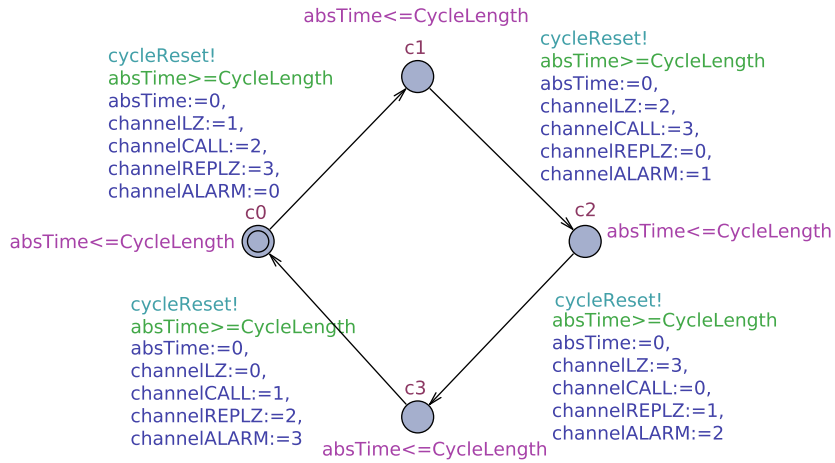 absTime<=CycleLength
c1
cycleReset!
absTime>=CycleLength
absTime:=0,
channelLZ:=1,
channelCALL:=2,
channelREPLZ:=3,
channelALARM:=0
cycleReset!
absTime>=CycleLength
absTime:=0,
channelLZ:=2,
channelCALL:=3,
channelREPLZ:=0,
channelALARM:=1
c0
absTime<=CycleLength
c2
absTime<=CycleLength
cycleReset!
absTime>=CycleLength
absTime:=0,
channelLZ:=0,
channelCALL:=1,
channelREPLZ:=2,
channelALARM:=3
cycleReset!
absTime>=CycleLength
absTime:=0,
channelLZ:=3,
channelCALL:=0,
channelREPLZ:=1,
channelALARM:=2
c3
absTime<=CycleLength